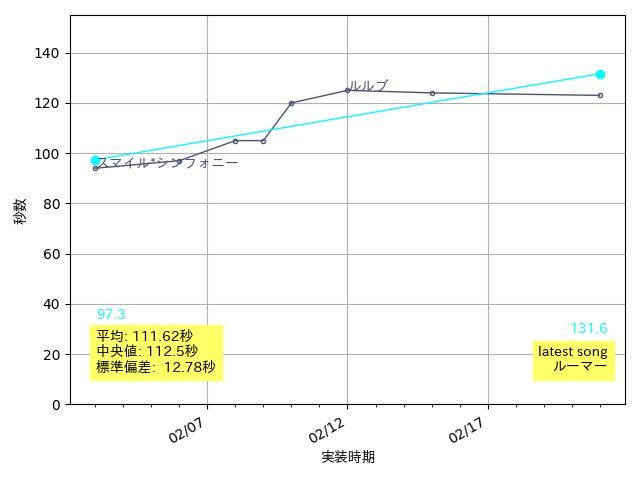 140
120
100
80
60
40
20
0
秒数
ルルブ
スマイル*シンフォニー
97.3
平均: 111.62秒
中央値: 112.5秒
標準偏差: 12.78秒
131.6
latest song
ルーマー
02/07
02/12
02/17
実装時期